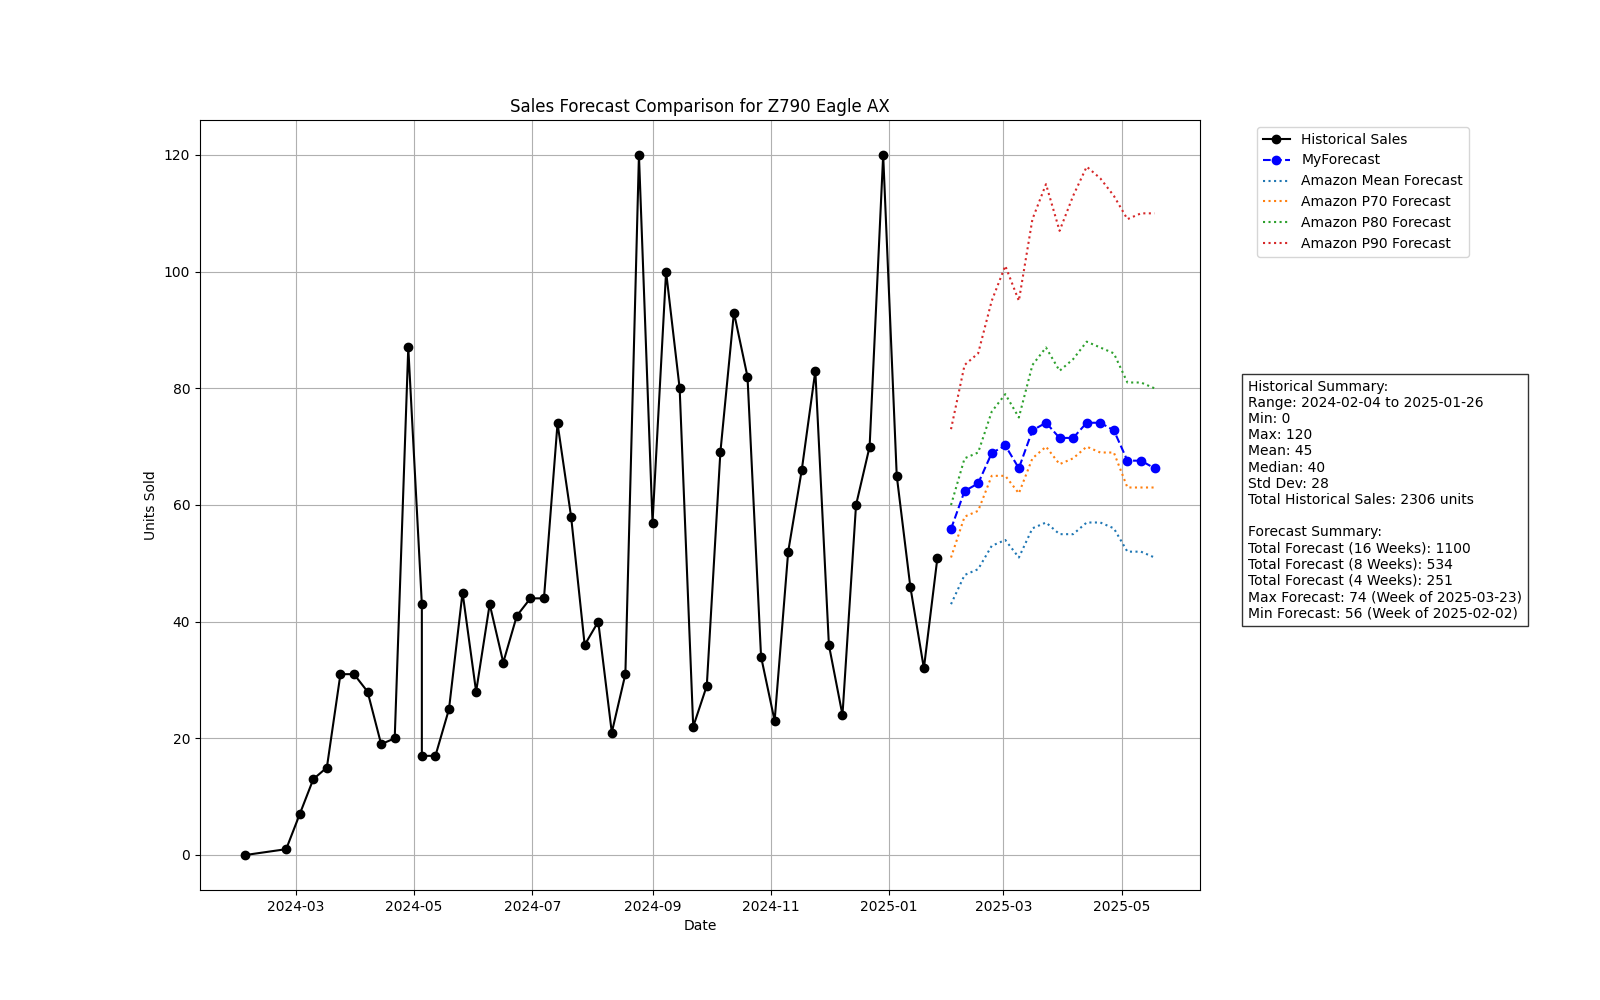 Sales Forecast Comparison for Z790 Eagle AX
120
100
80
60
40
20
0
Units Sold
2024-03 2024-05 2024-07 2024-09 2024-11 2025-01 2025-03 2025-05
Date
Historical Sales
MyForecast
Amazon Mean Forecast
Amazon P70 Forecast
Amazon P80 Forecast
Amazon P90 Forecast
Historical Summary:
Range: 2024-02-04 to 2025-01-26
Min: 0
Max: 120
Mean: 45
Median: 40
Std Dev: 28
Total Historical Sales: 2306 units
Forecast Summary:
Total Forecast (16 Weeks): 1100
Total Forecast (8 Weeks): 534
Total Forecast (4 Weeks): 251
Max Forecast: 74 (Week of 2025-03-23)
Min Forecast: 56 (Week of 2025-02-02)